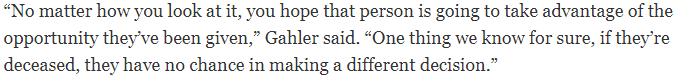 “No matter how you look at it, you hope that person is going to take advantage of the
opportunity they’ve been given,” Gahler said. “One thing we know for sure, if they’re
deceased, they have no chance in making a different decision.”